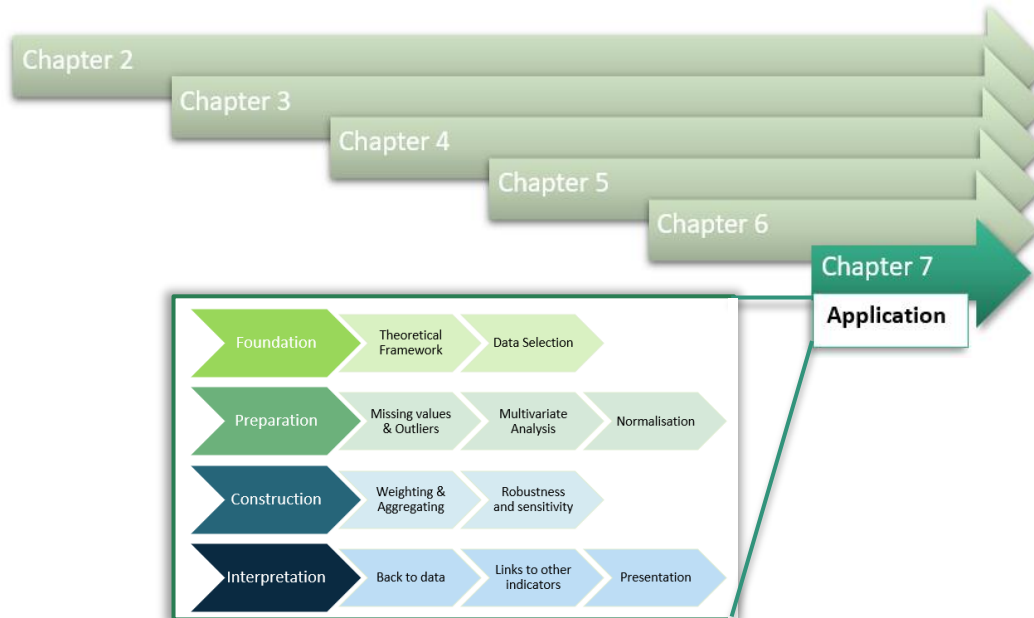 Chapter 2
Chapter 3
Chapter 4
Chapter 5
Chapter 6
Chapter 7
Application
Foundation
Theoretical
Framework
Data Selection
Preparation
Missing values
& Outliers
Multivariate
Analysis
Normalisation
Construction
Weighting &
Aggregating
Robustness
and sensitivity
Interpretation
Back to data
Links to other
indicators
Presentation